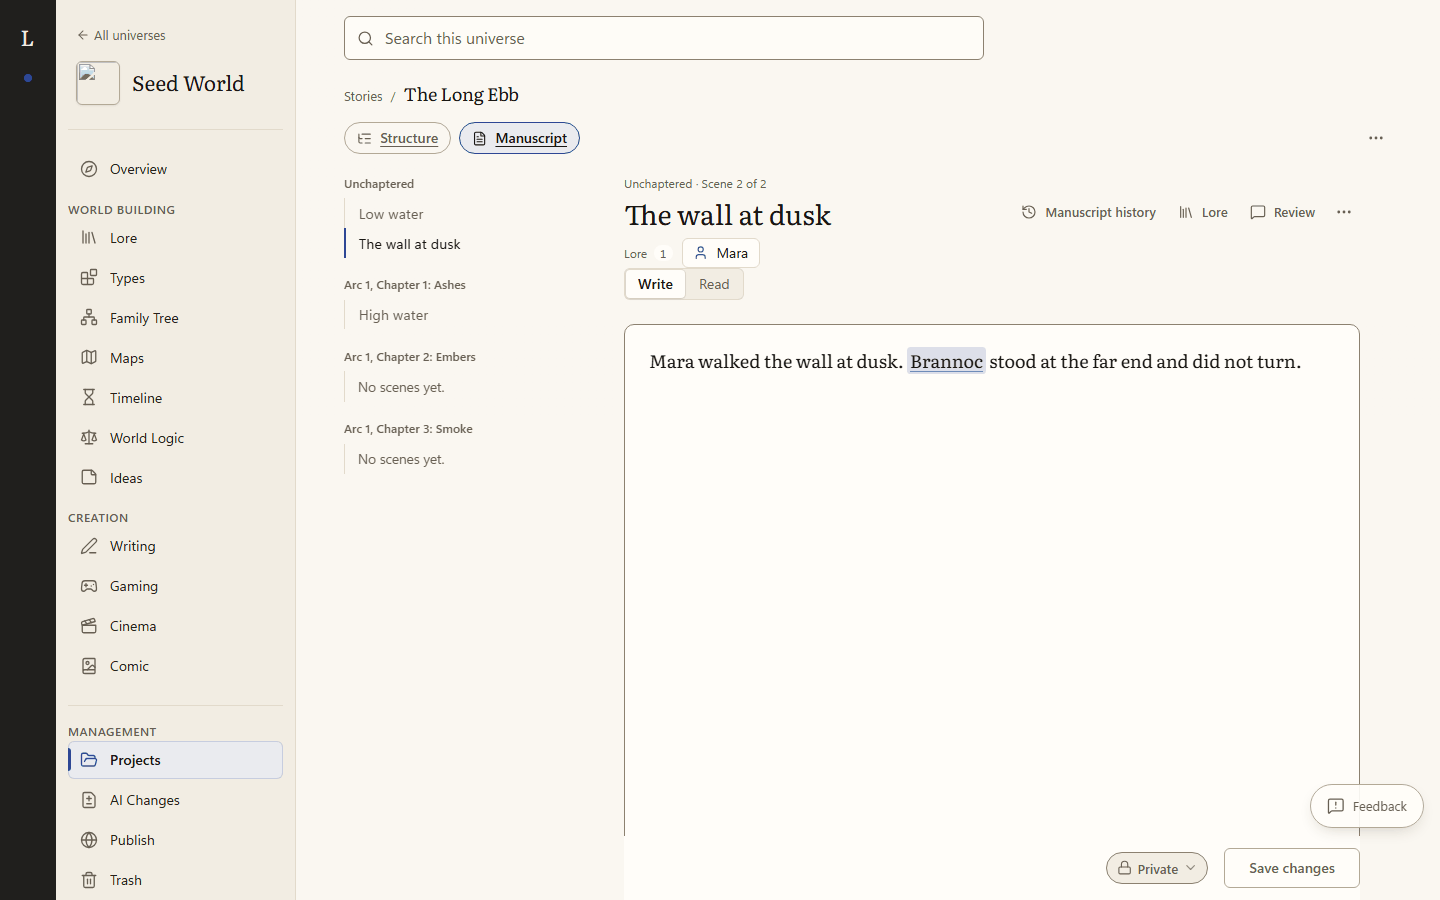 L
All universes
Seed World
Overview
WORLD BUILDING
Lore
Types
Family Tree
Maps
Timeline
World Logic
Ideas
CREATION
Writing
Gaming
Cinema
Comic
MANAGEMENT
Projects
AI Changes
Publish
Trash
Search this universe
Stories / The Long Ebb
Structure Manuscript
Unchaptered
Low water
The wall at dusk
Arc 1, Chapter 1: Ashes
High water
Arc 1, Chapter 2: Embers
No scenes yet.
Arc 1, Chapter 3: Smoke
No scenes yet.
Unchaptered · Scene 2 of 2
The wall at dusk
Manuscript history Lore Review
Lore 1 Mara
Write Read
Mara walked the wall at dusk. Brannoc stood at the far end and did not turn.
Feedback
Private Save changes